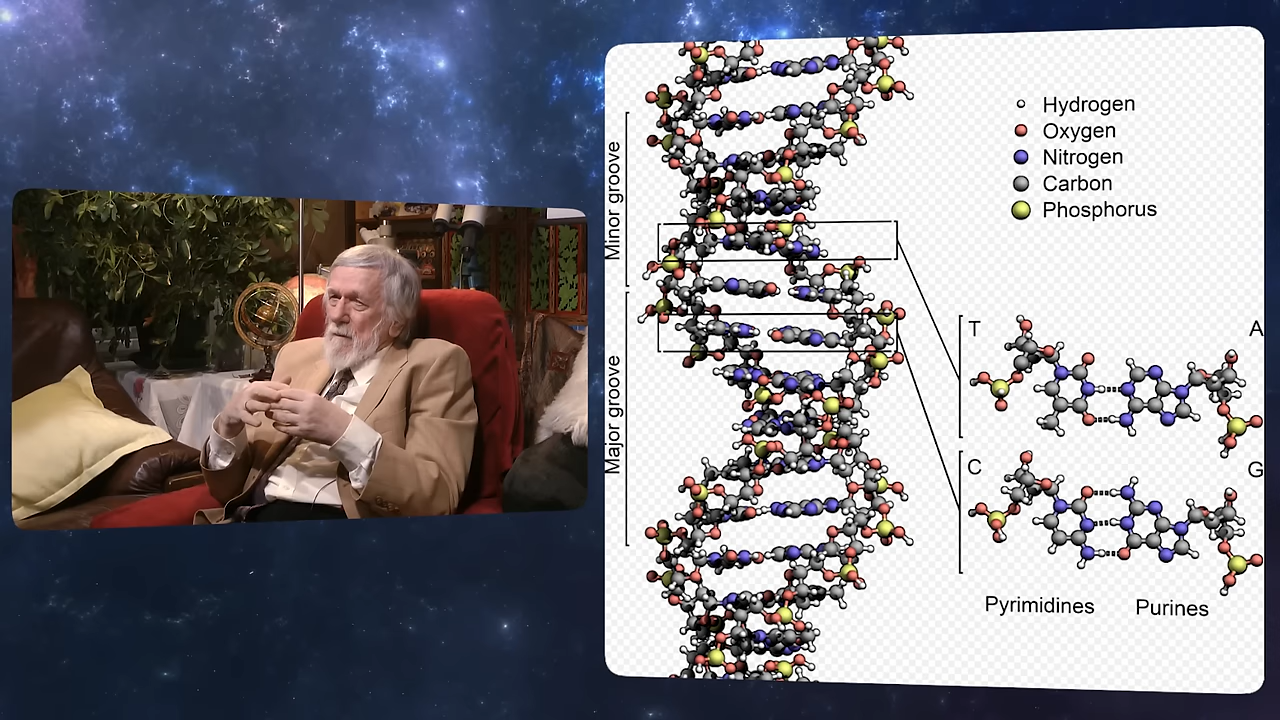 Minor groove
Major groove
Hydrogen
Oxygen
Nitrogen
Carbon
Phosphorus
T
A
C
G
Pyrimidines
Purines